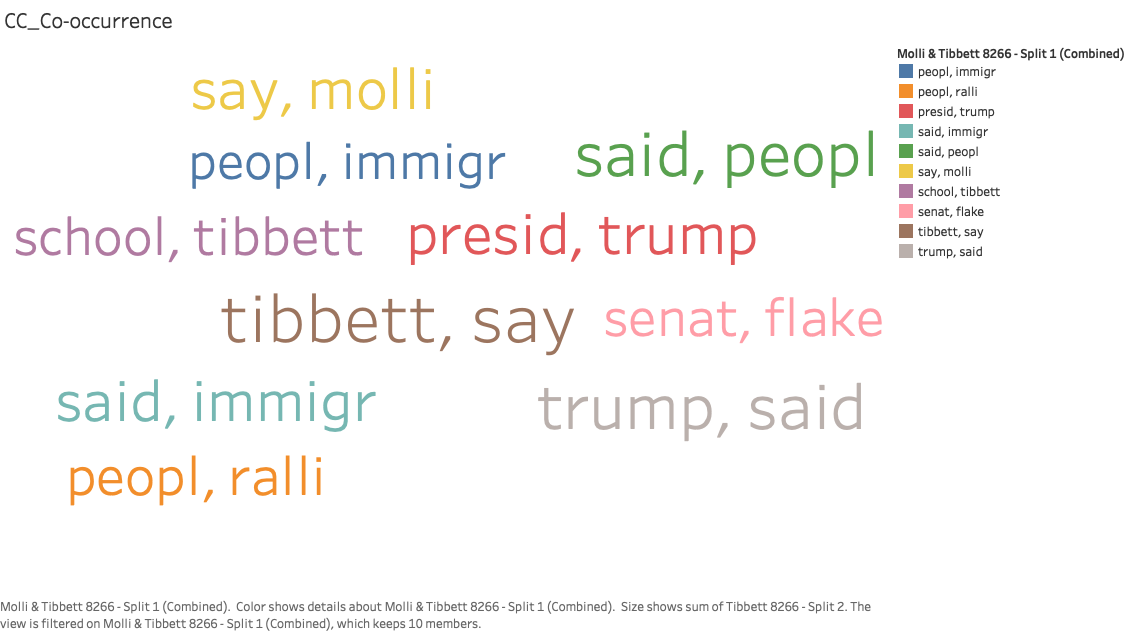 CC_Co-occurrence
say, molli
peopl, immigr
said, peopl
school, tibbett
presid, trump
tibbett, say
senat, flake
said, immigr
trump, said
peopl, ralli
Molli & Tibbett 8266 - Split 1 (Combined)
peopl, immigr
peopl, ralli
presid, trump
said, immigr
said, peopl
say, molli
school, tibbett
senat, flake
tibbett, say
trump, said
Molli & Tibbett 8266 - Split 1 (Combined).  Color shows details about Molli & Tibbett 8266 - Split 1 (Combined).  Size shows sum of Tibbett 8266 - Split 2. The
view is filtered on Molli & Tibbett 8266 - Split 1 (Combined), which keeps 10 members.